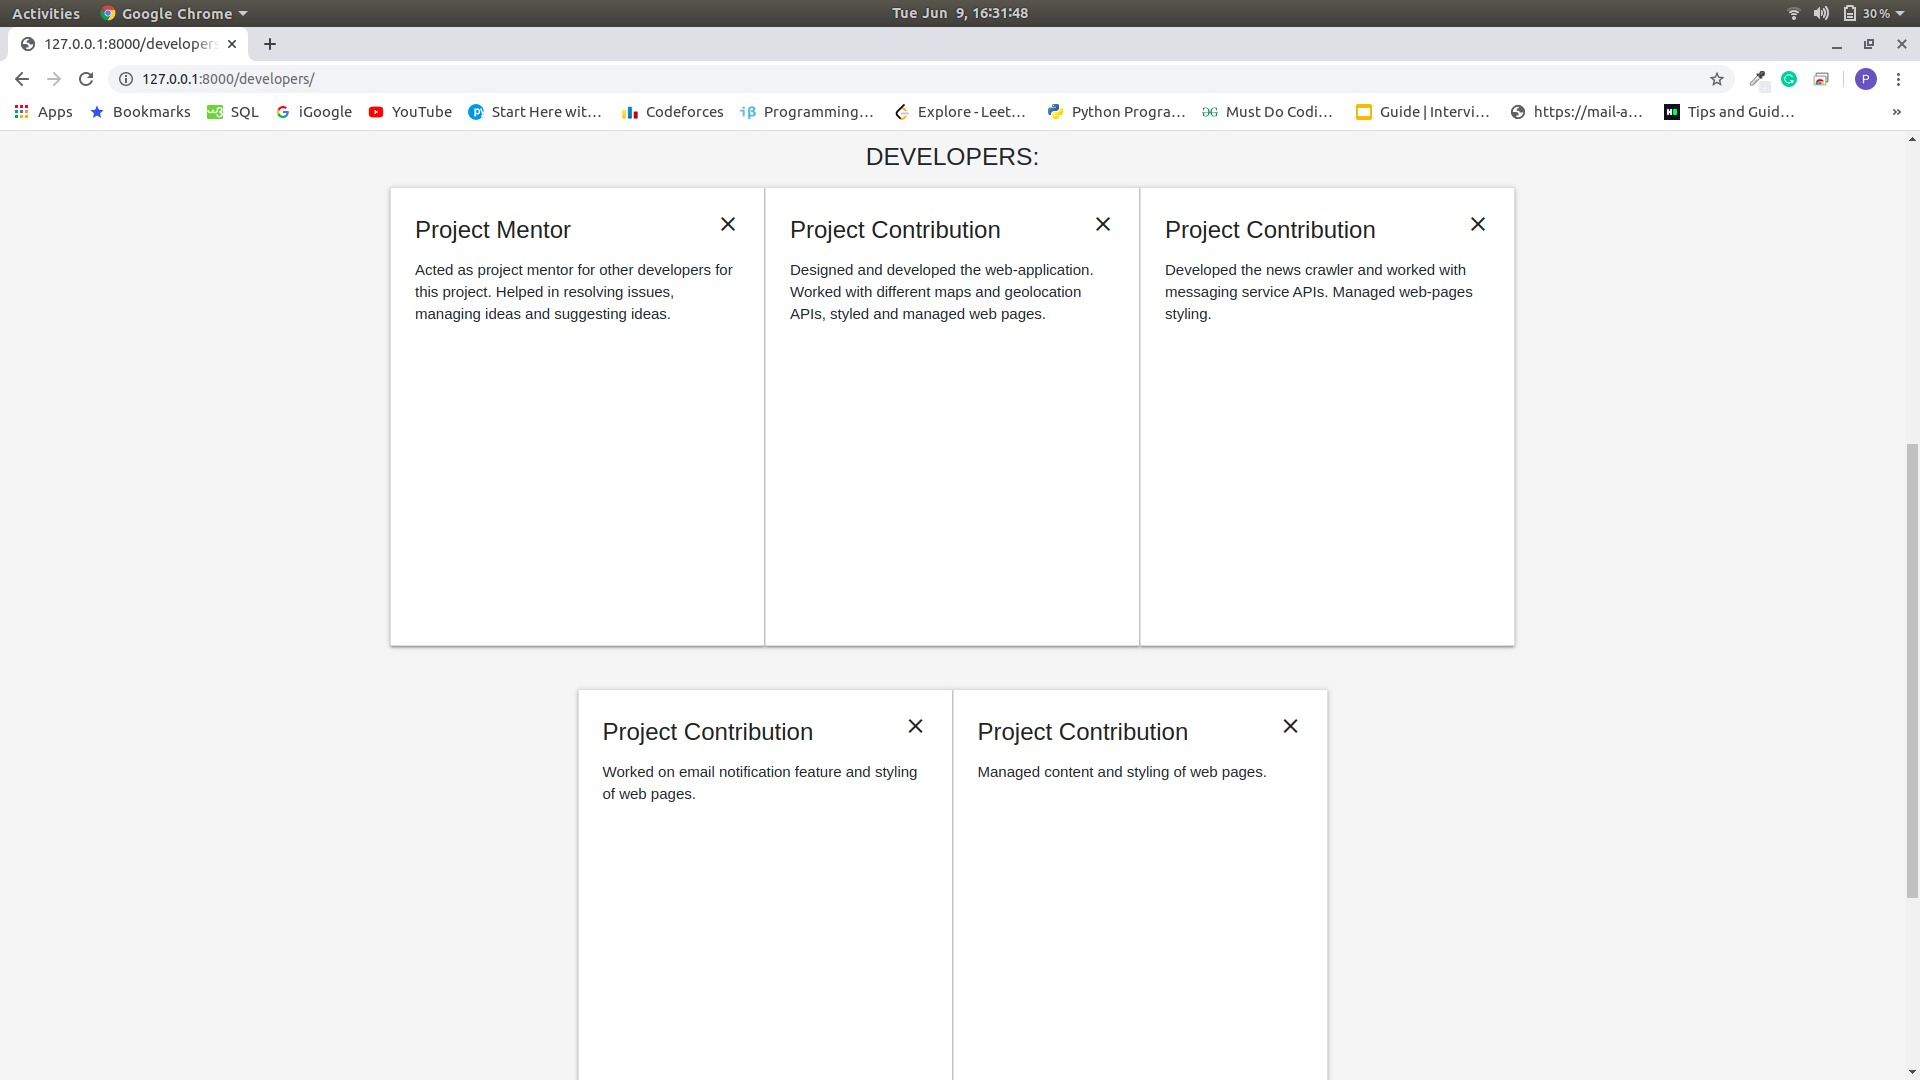 Activities Google Chrome Tue Jun 9, 16:31:48 30 %
127.0.0.1:8000/developers
127.0.0.1:8000/developers/
P
Apps Bookmarks SQL iGoogle YouTube Start Here wit... Codeforces Programming... Explore - Leet... Python Progra... Must Do Codi... Guide | Intervi... https://mail-a... Tips and Guid...
DEVELOPERS:
Project Mentor
Acted as project mentor for other developers for
this project. Helped in resolving issues,
managing ideas and suggesting ideas.
Project Contribution
Designed and developed the web-application.
Worked with different maps and geolocation
APIs, styled and managed web pages.
Project Contribution
Developed the news crawler and worked with
messaging service APIs. Managed web-pages
styling.
Project Contribution
Worked on email notification feature and styling
of web pages.
Project Contribution
Managed content and styling of web pages.